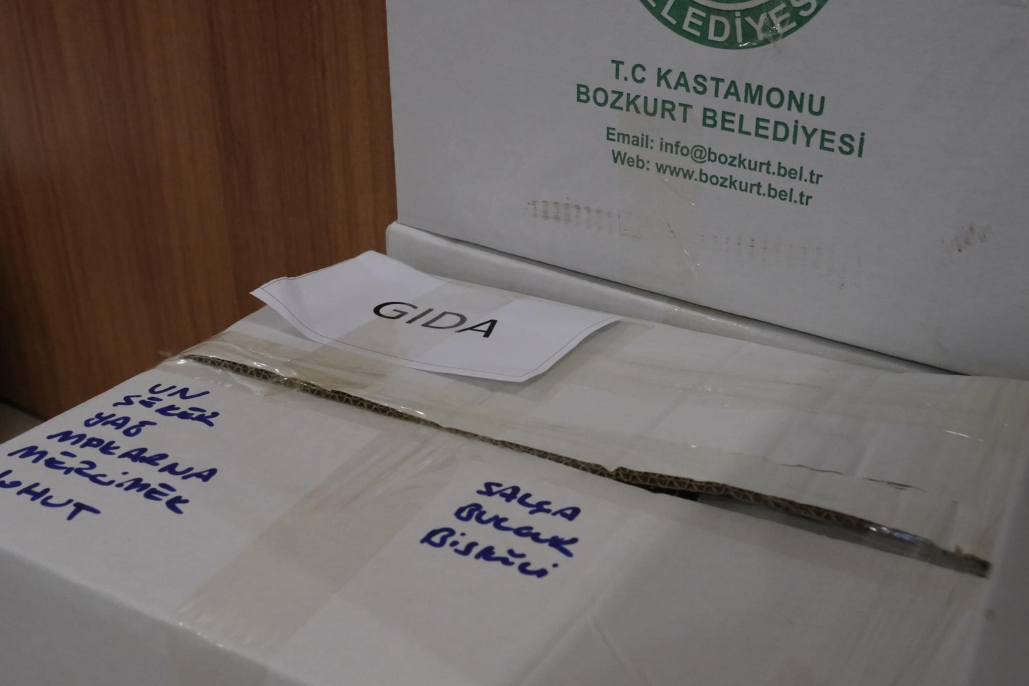 BELEDİYESİ
T.C KASTAMONU
BOZKURT BELEDİYESİ
Email: info@bozkurt.bel.tr
Web: www.bozkurt.bel.tr
GIDA
UN
ŞEKER
YAĞ
MAKARNA
MERCİMEK
NOHUT
SALÇA
BULGUR
BİSKÜİ